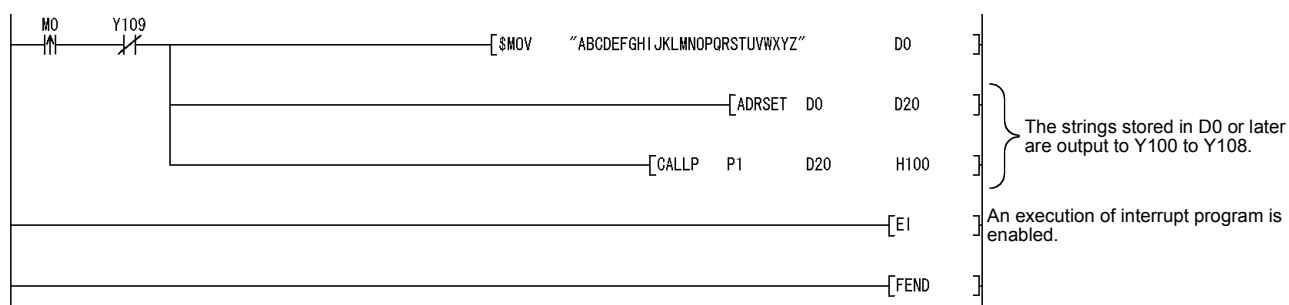 M0 Y109
[$MOV "ABCDEFGHIJKLMNOPQRSTUVWXYZ" D0 ]
[ADRSET D0 D20 ]
The strings stored in D0 or later
are output to Y100 to Y108.
[CALLP P1 D20 H100 ]
[EI ]
An execution of interrupt program is
enabled.
[FEND ]